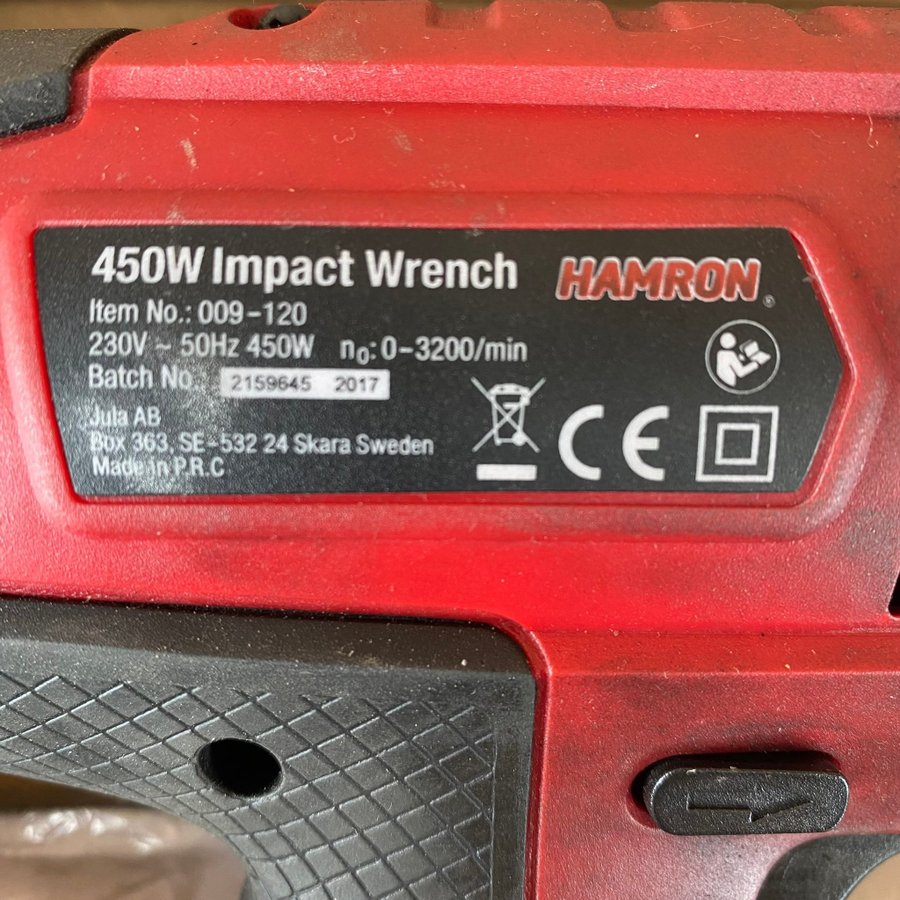 450W Impact Wrench HAMRON®
Item No.: 009-120
230V ~ 50Hz 450W n₀: 0-3200/min
Batch No 2159645 2017
Jula AB
Box 363, SE-532 24 Skara Sweden
Made in P.R.C
CE